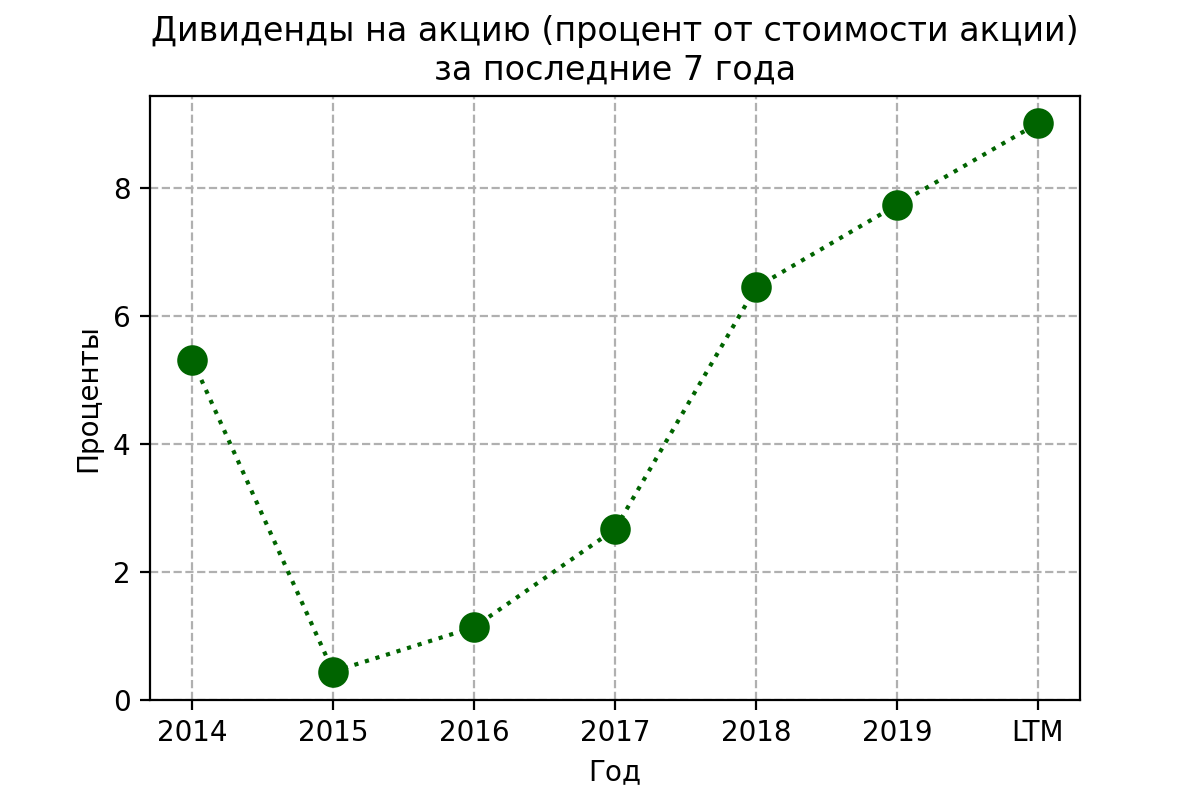 Дивиденды на акцию (процент от стоимости акции)
за последние 7 года
Проценты
8
6
4
2
0
2014 2015 2016 2017 2018 2019 LTM
Год